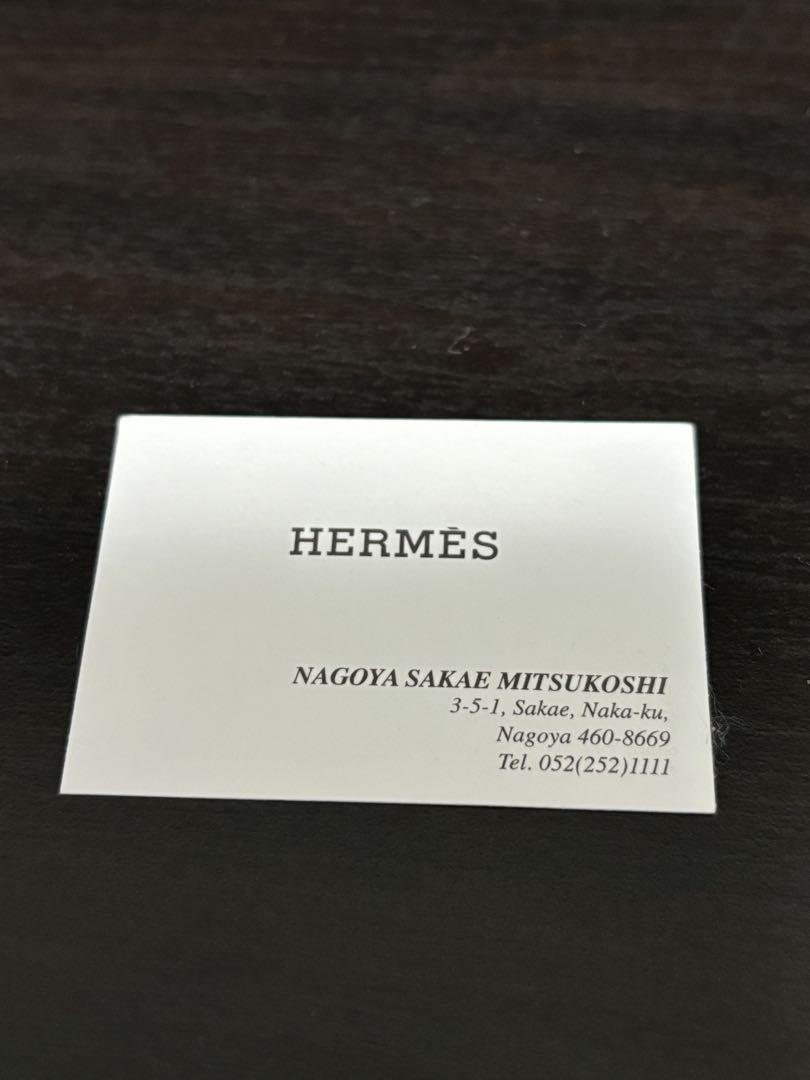 HERMÈS
NAGOYA SAKAE MITSUKOSHI
3-5-1, Sakae, Naka-ku,
Nagoya 460-8669
Tel. 052(252)1111